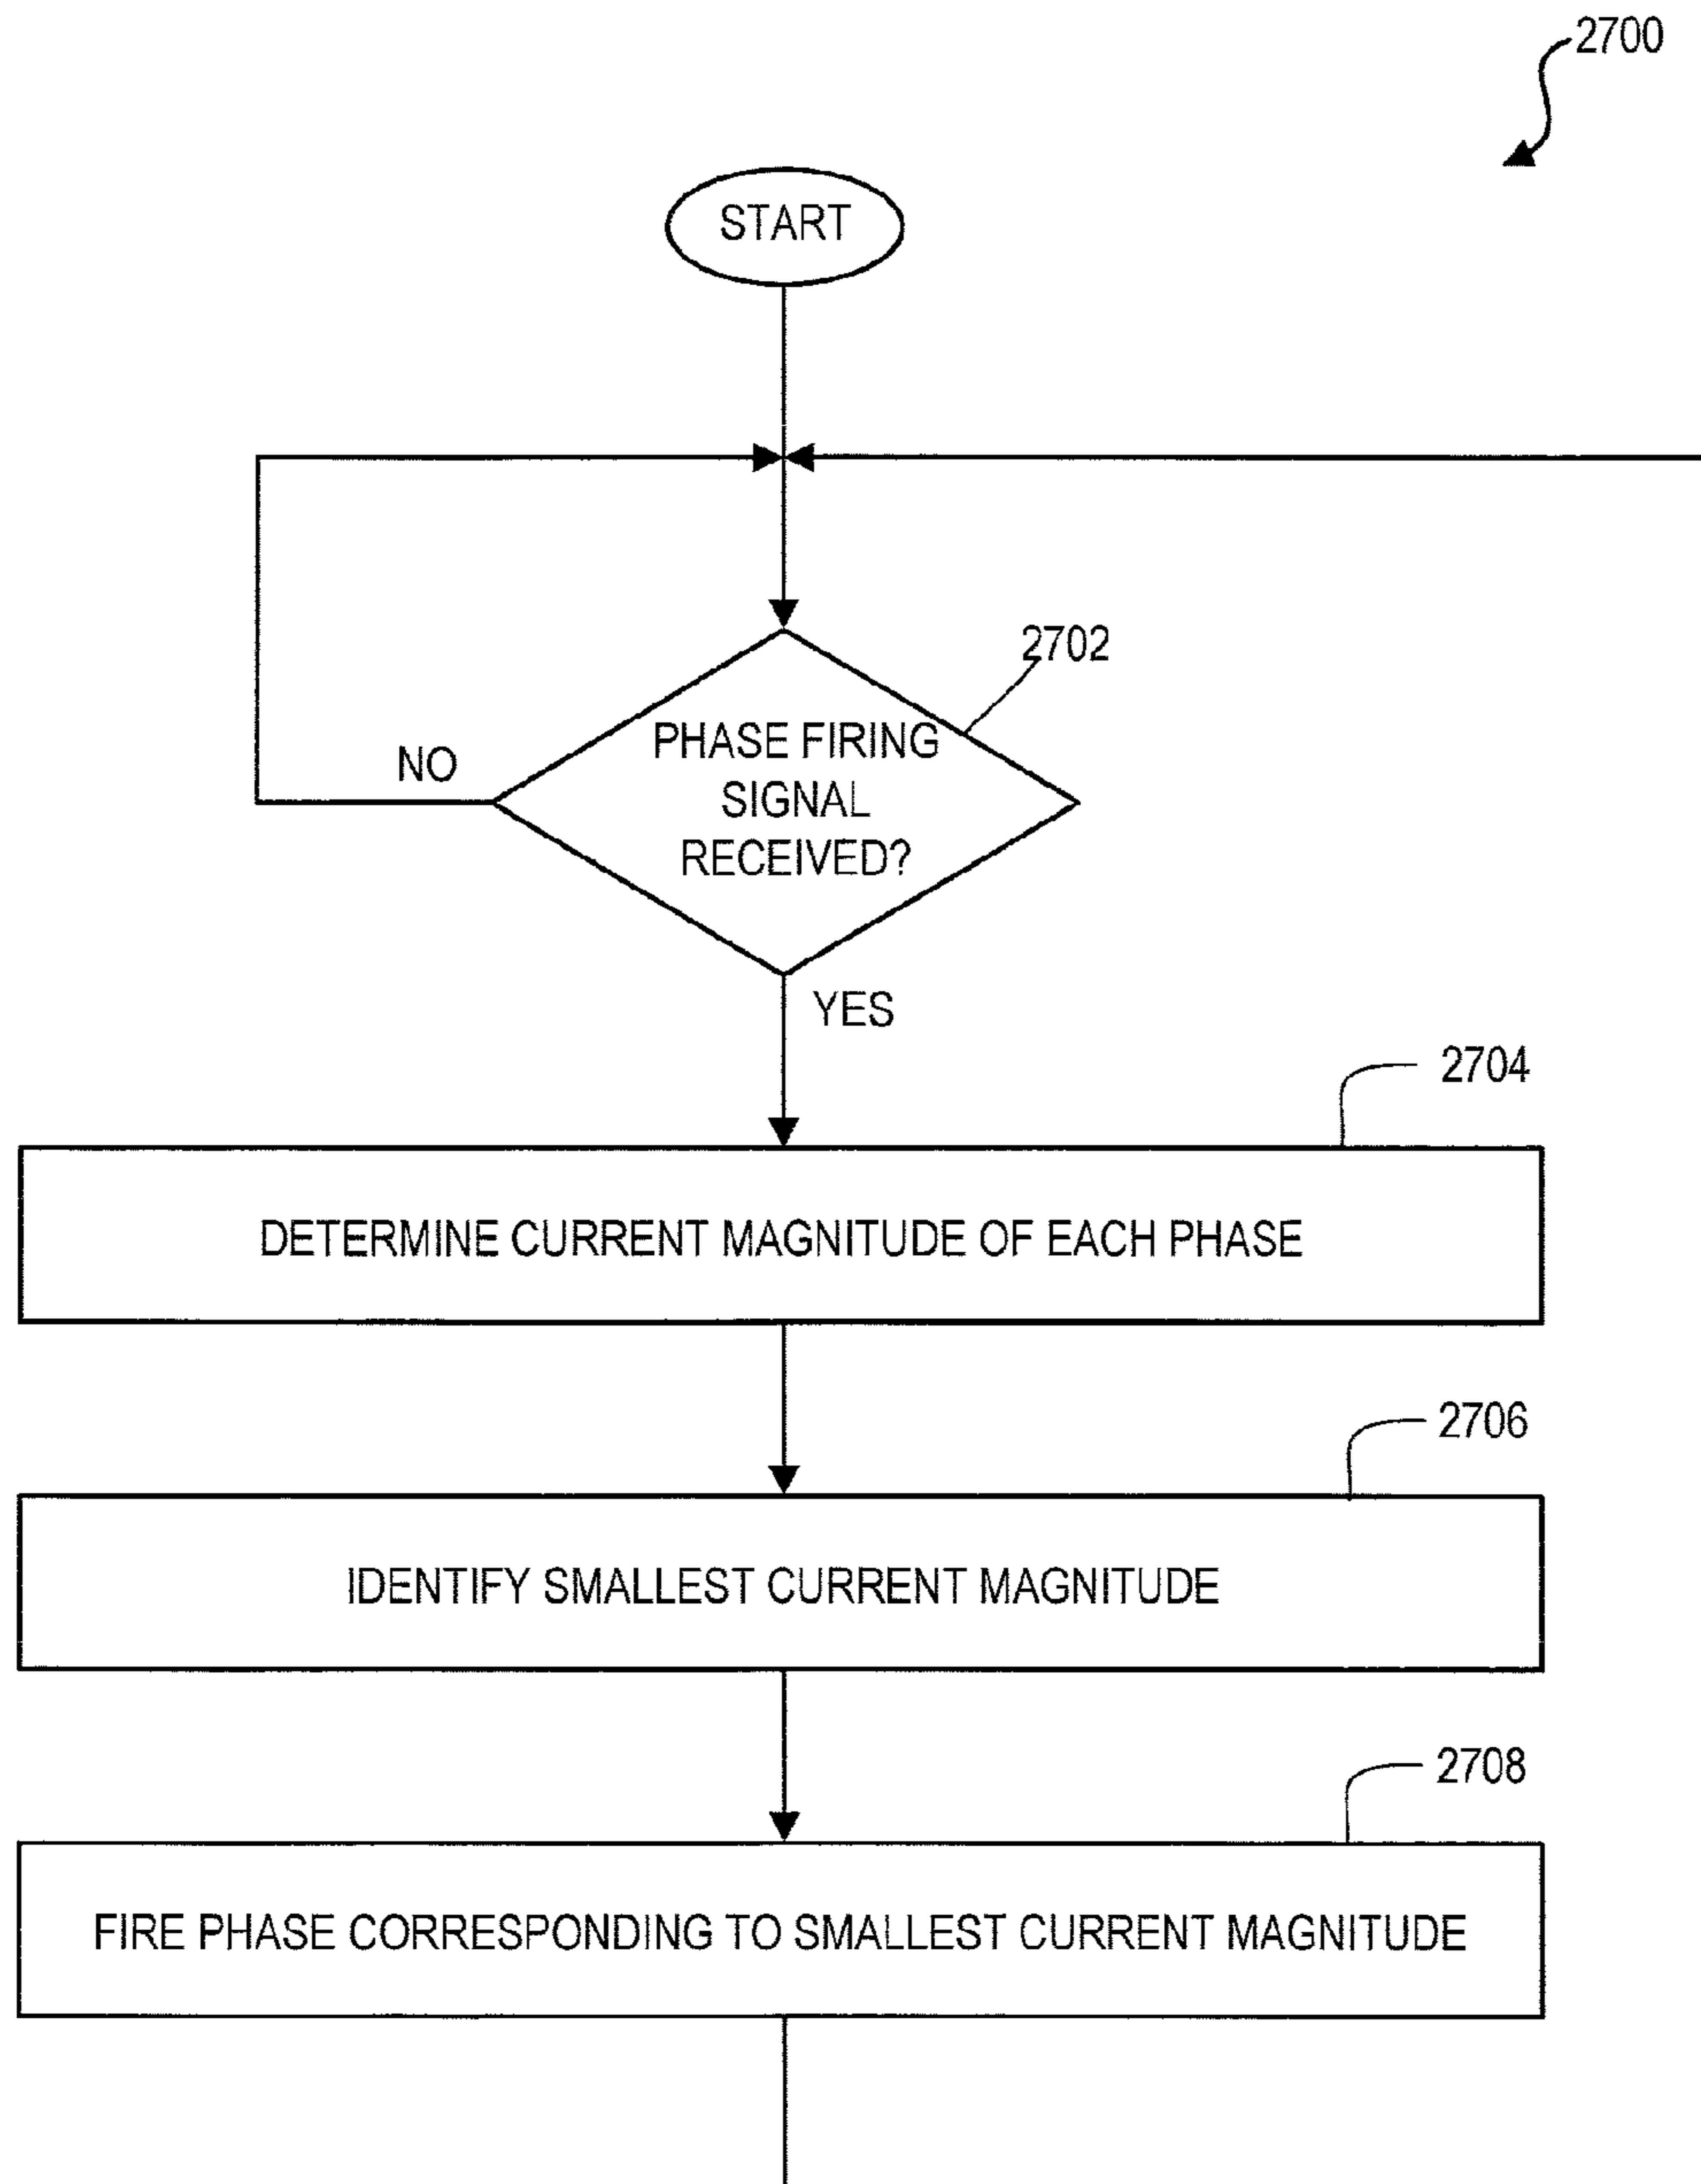 2700
START
2702
PHASE FIRING
SIGNAL
RECEIVED?
NO
YES
2704
DETERMINE CURRENT MAGNITUDE OF EACH PHASE
2706
IDENTIFY SMALLEST CURRENT MAGNITUDE
2708
FIRE PHASE CORRESPONDING TO SMALLEST CURRENT MAGNITUDE